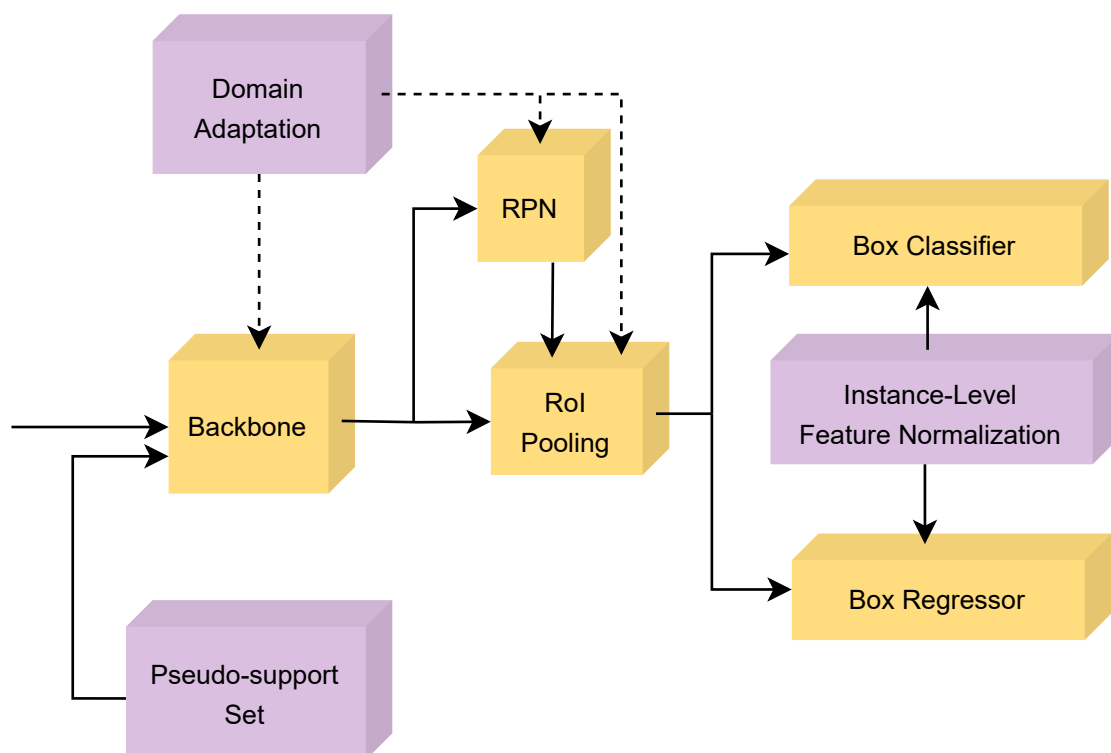 Domain
Adaptation
RPN
Box Classifier
Backbone
RoI
Pooling
Instance-Level
Feature Normalization
Box Regressor
Pseudo-support
Set